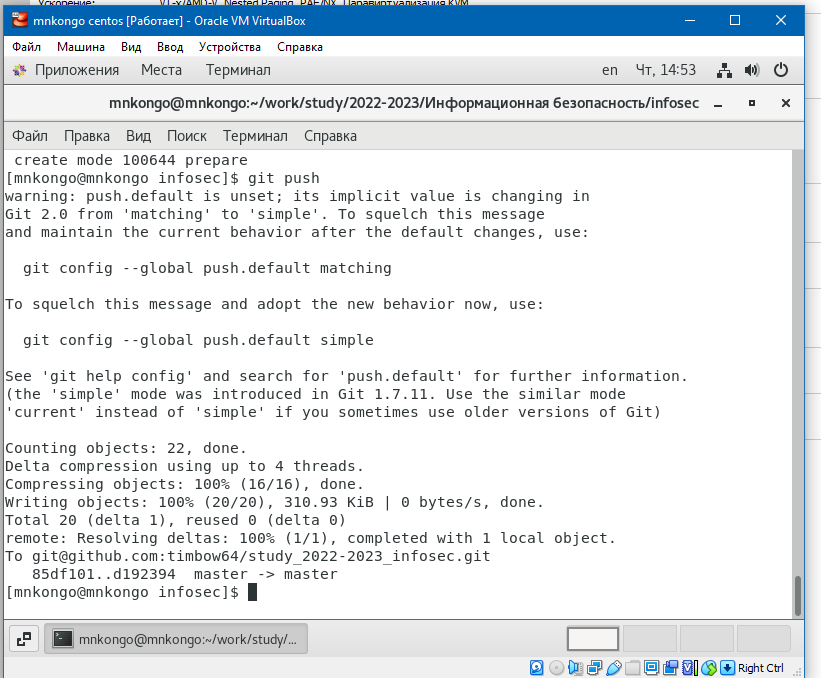 Ускорение: VT-x/AMD-V, Nested Paging, PAE/NX, Паравиртуализация KVM
mnkongo centos [Работает] - Oracle VM VirtualBox
Файл Машина Вид Ввод Устройства Справка
Приложения Места Терминал en Чт, 14:53
mnkongo@mnkongo:~/work/study/2022-2023/Информационная безопасность/infosec
Файл Правка Вид Поиск Терминал Справка
create mode 100644 prepare
[mnkongo@mnkongo infosec]$ git push
warning: push.default is unset; its implicit value is changing in
Git 2.0 from 'matching' to 'simple'. To squelch this message
and maintain the current behavior after the default changes, use:
git config --global push.default matching
To squelch this message and adopt the new behavior now, use:
git config --global push.default simple
See 'git help config' and search for 'push.default' for further information.
(the 'simple' mode was introduced in Git 1.7.11. Use the similar mode
'current' instead of 'simple' if you sometimes use older versions of Git)
Counting objects: 22, done.
Delta compression using up to 4 threads.
Compressing objects: 100% (16/16), done.
Writing objects: 100% (20/20), 310.93 KiB | 0 bytes/s, done.
Total 20 (delta 1), reused 0 (delta 0)
remote: Resolving deltas: 100% (1/1), completed with 1 local object.
To git@github.com:timbow64/study_2022-2023_infosec.git
85df101..d192394  master -> master
[mnkongo@mnkongo infosec]$
mnkongo@mnkongo:~/work/study/...
Right Ctrl